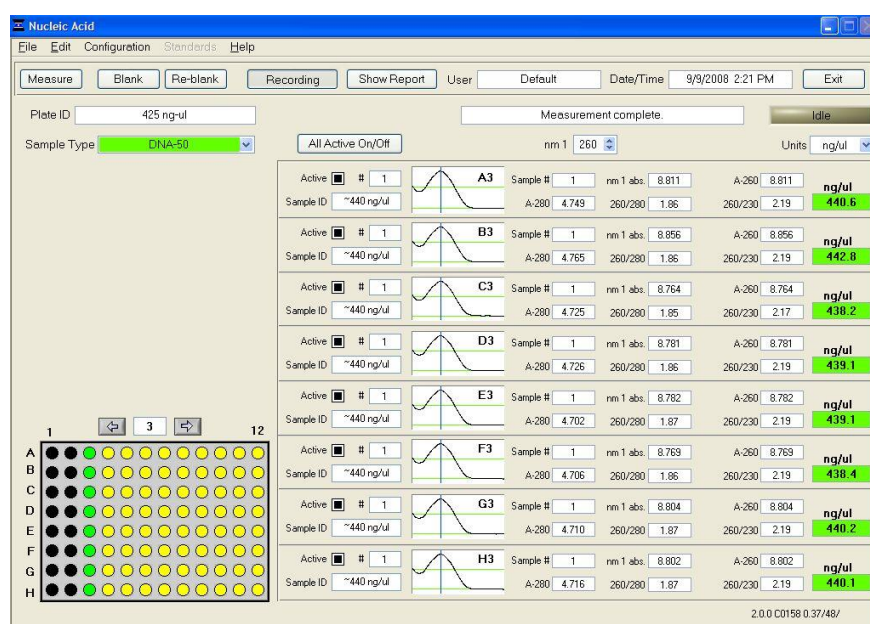 Nucleic Acid
File Edit Configuration Standards Help
Measure Blank Re-blank Recording Show Report User Default Date/Time 9/9/2008 2:21 PM Exit
Plate ID 425 ng-ul Measurement complete. Idle
Sample Type DNA-50 All Active On/Off nm 1 260 Units ng/ul
Active # 1 A3 Sample # 1 nm 1 abs. 8.811 A-260 8.811 ng/ul
Sample ID ~440 ng/ul A-280 4.749 260/280 1.86 260/230 2.19 440.6
Active # 1 B3 Sample # 1 nm 1 abs. 8.856 A-260 8.856 ng/ul
Sample ID ~440 ng/ul A-280 4.765 260/280 1.86 260/230 2.19 442.8
Active # 1 C3 Sample # 1 nm 1 abs. 8.764 A-260 8.764 ng/ul
Sample ID ~440 ng/ul A-280 4.725 260/280 1.85 260/230 2.17 438.2
Active # 1 D3 Sample # 1 nm 1 abs. 8.781 A-260 8.781 ng/ul
Sample ID ~440 ng/ul A-280 4.726 260/280 1.86 260/230 2.19 439.1
Active # 1 E3 Sample # 1 nm 1 abs. 8.782 A-260 8.782 ng/ul
Sample ID ~440 ng/ul A-280 4.702 260/280 1.87 260/230 2.19 439.1
Active # 1 F3 Sample # 1 nm 1 abs. 8.769 A-260 8.769 ng/ul
Sample ID ~440 ng/ul A-280 4.706 260/280 1.86 260/230 2.19 438.4
Active # 1 G3 Sample # 1 nm 1 abs. 8.804 A-260 8.804 ng/ul
Sample ID ~440 ng/ul A-280 4.710 260/280 1.87 260/230 2.19 440.2
Active # 1 H3 Sample # 1 nm 1 abs. 8.802 A-260 8.802 ng/ul
Sample ID ~440 ng/ul A-280 4.716 260/280 1.87 260/230 2.19 440.1
1 3 12
A
B
C
D
E
F
G
H
2.0.0 C0158 0.37/48/